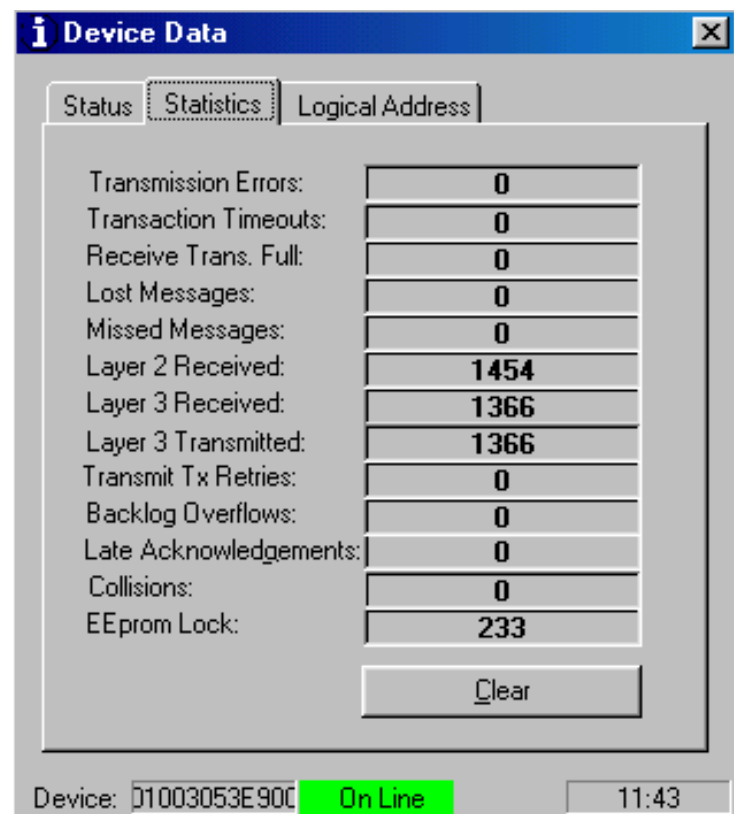 Device Data
Status Statistics Logical Address
Transmission Errors: 0
Transaction Timeouts: 0
Receive Trans. Full: 0
Lost Messages: 0
Missed Messages: 0
Layer 2 Received: 1454
Layer 3 Received: 1366
Layer 3 Transmitted: 1366
Transmit Tx Retries: 0
Backlog Overflows: 0
Late Acknowledgements: 0
Collisions: 0
EEprom Lock: 233
Clear
Device: 01003053E900 On Line 11:43